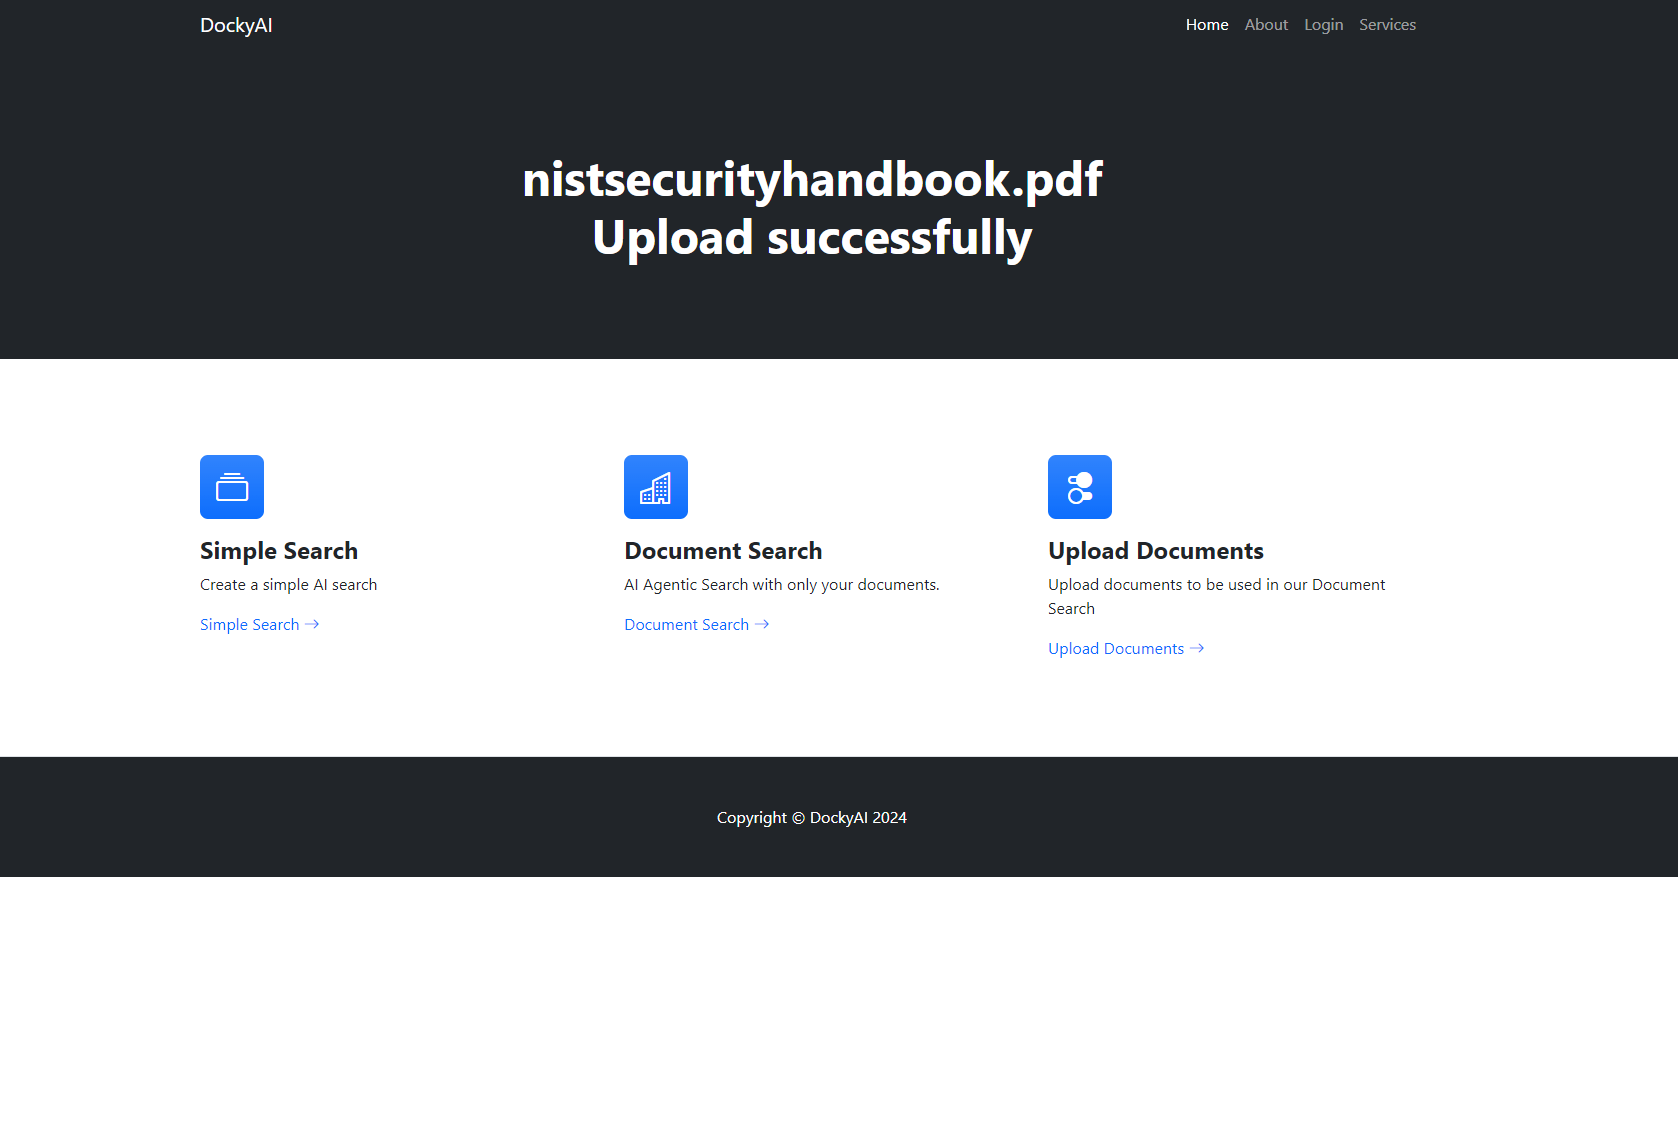 DockyAI
Home About Login Services
nistsecurityhandbook.pdf
Upload successfully
Simple Search
Create a simple AI search
Simple Search →
Document Search
AI Agentic Search with only your documents.
Document Search →
Upload Documents
Upload documents to be used in our Document
Search
Upload Documents →
Copyright © DockyAI 2024